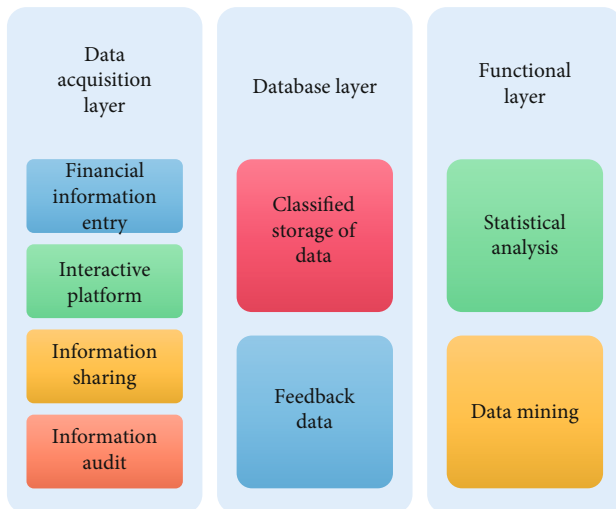 Data
acquisition
layer
Financial
information
entry
Interactive
platform
Information
sharing
Information
audit
Database layer
Classified
storage of
data
Feedback
data
Functional
layer
Statistical
analysis
Data mining